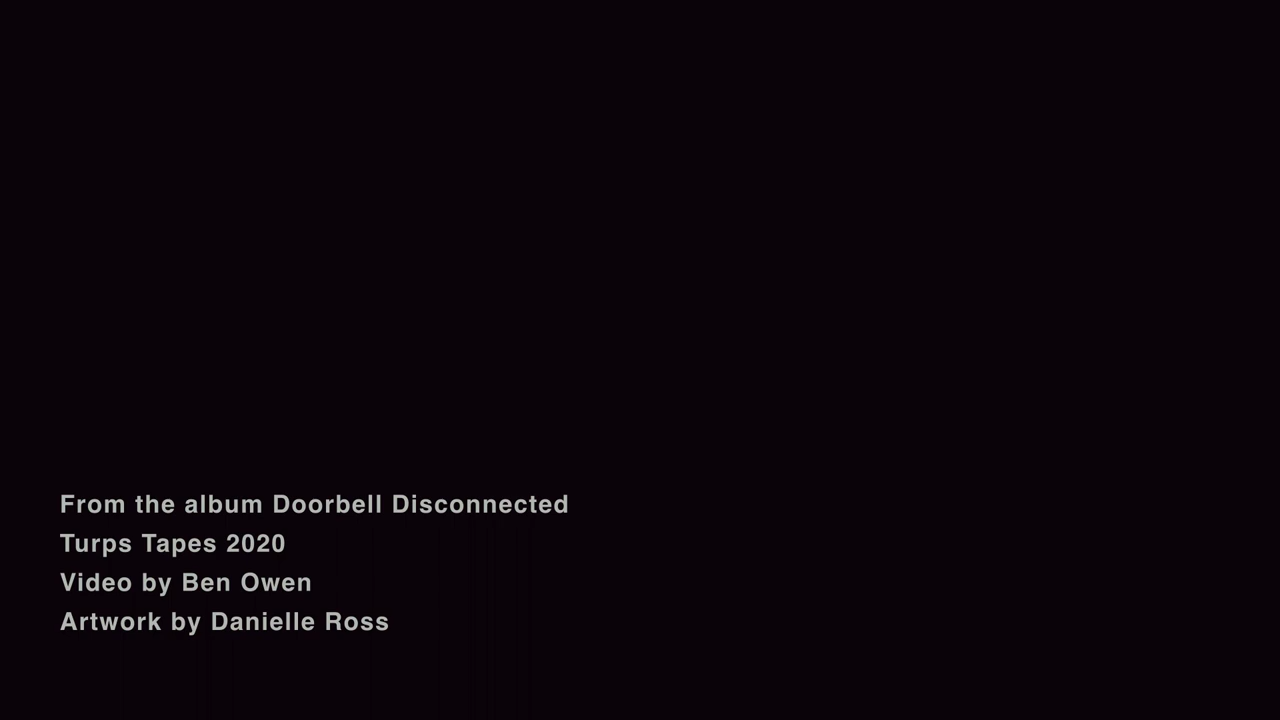 From the album Doorbell Disconnected
Turps Tapes 2020
Video by Ben Owen
Artwork by Danielle Ross